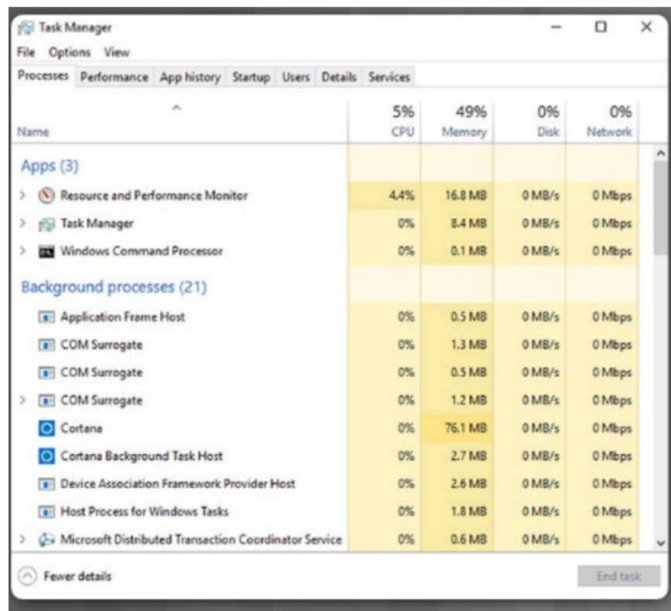 Task Manager
File Options View
Processes Performance App history Startup Users Details Services
5% 49% 0% 0%
Name CPU Memory Disk Network
Apps (3)
Resource and Performance Monitor 4.4% 16.8 MB 0 MB/s 0 Mbps
Task Manager 0% 8.4 MB 0 MB/s 0 Mbps
Windows Command Processor 0% 0.1 MB 0 MB/s 0 Mbps
Background processes (21)
Application Frame Host 0% 0.5 MB 0 MB/s 0 Mbps
COM Surrogate 0% 1.3 MB 0 MB/s 0 Mbps
COM Surrogate 0% 0.5 MB 0 MB/s 0 Mbps
COM Surrogate 0% 1.2 MB 0 MB/s 0 Mbps
Cortana 0% 76.1 MB 0 MB/s 0 Mbps
Cortana Background Task Host 0% 2.7 MB 0 MB/s 0 Mbps
Device Association Framework Provider Host 0% 2.6 MB 0 MB/s 0 Mbps
Host Process for Windows Tasks 0% 1.8 MB 0 MB/s 0 Mbps
Microsoft Distributed Transaction Coordinator Service 0% 0.6 MB 0 MB/s 0 Mbps
Fewer details End task